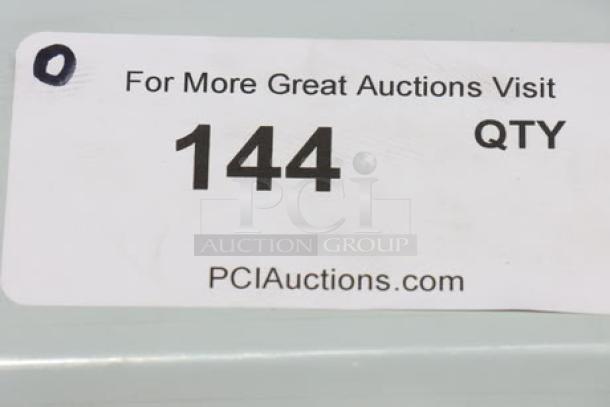 O
For More Great Auctions Visit
144
QTY
PCI
AUCTION GROUP
PCIAuctions.com